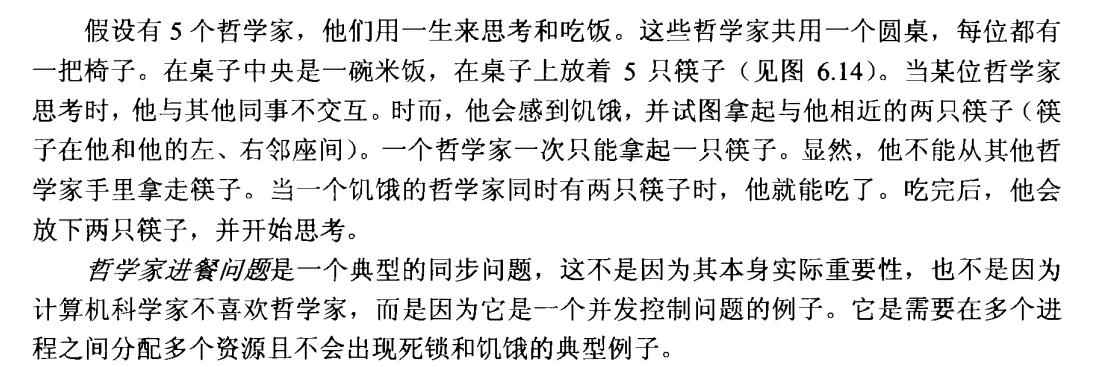 假设有 5 个哲学家，他们用一生来思考和吃饭。这些哲学家共用一个圆桌，每位都有
一把椅子。在桌子中央是一碗米饭，在桌子上放着 5 只筷子（见图 6.14）。当某位哲学家
思考时，他与其他同事不交互。时而，他会感到饥饿，并试图拿起与他相近的两只筷子（筷
子在他和他的左、右邻座间）。一个哲学家一次只能拿起一只筷子。显然，他不能从其他哲
学家手里拿走筷子。当一个饥饿的哲学家同时有两只筷子时，他就能吃了。吃完后，他会
放下两只筷子，并开始思考。
哲学家进餐问题是一个典型的同步问题，这不是因为其本身实际重要性，也不是因为
计算机科学家不喜欢哲学家，而是因为它是一个并发控制问题的例子。它是需要在多个进
程之间分配多个资源且不会出现死锁和饥饿的典型例子。